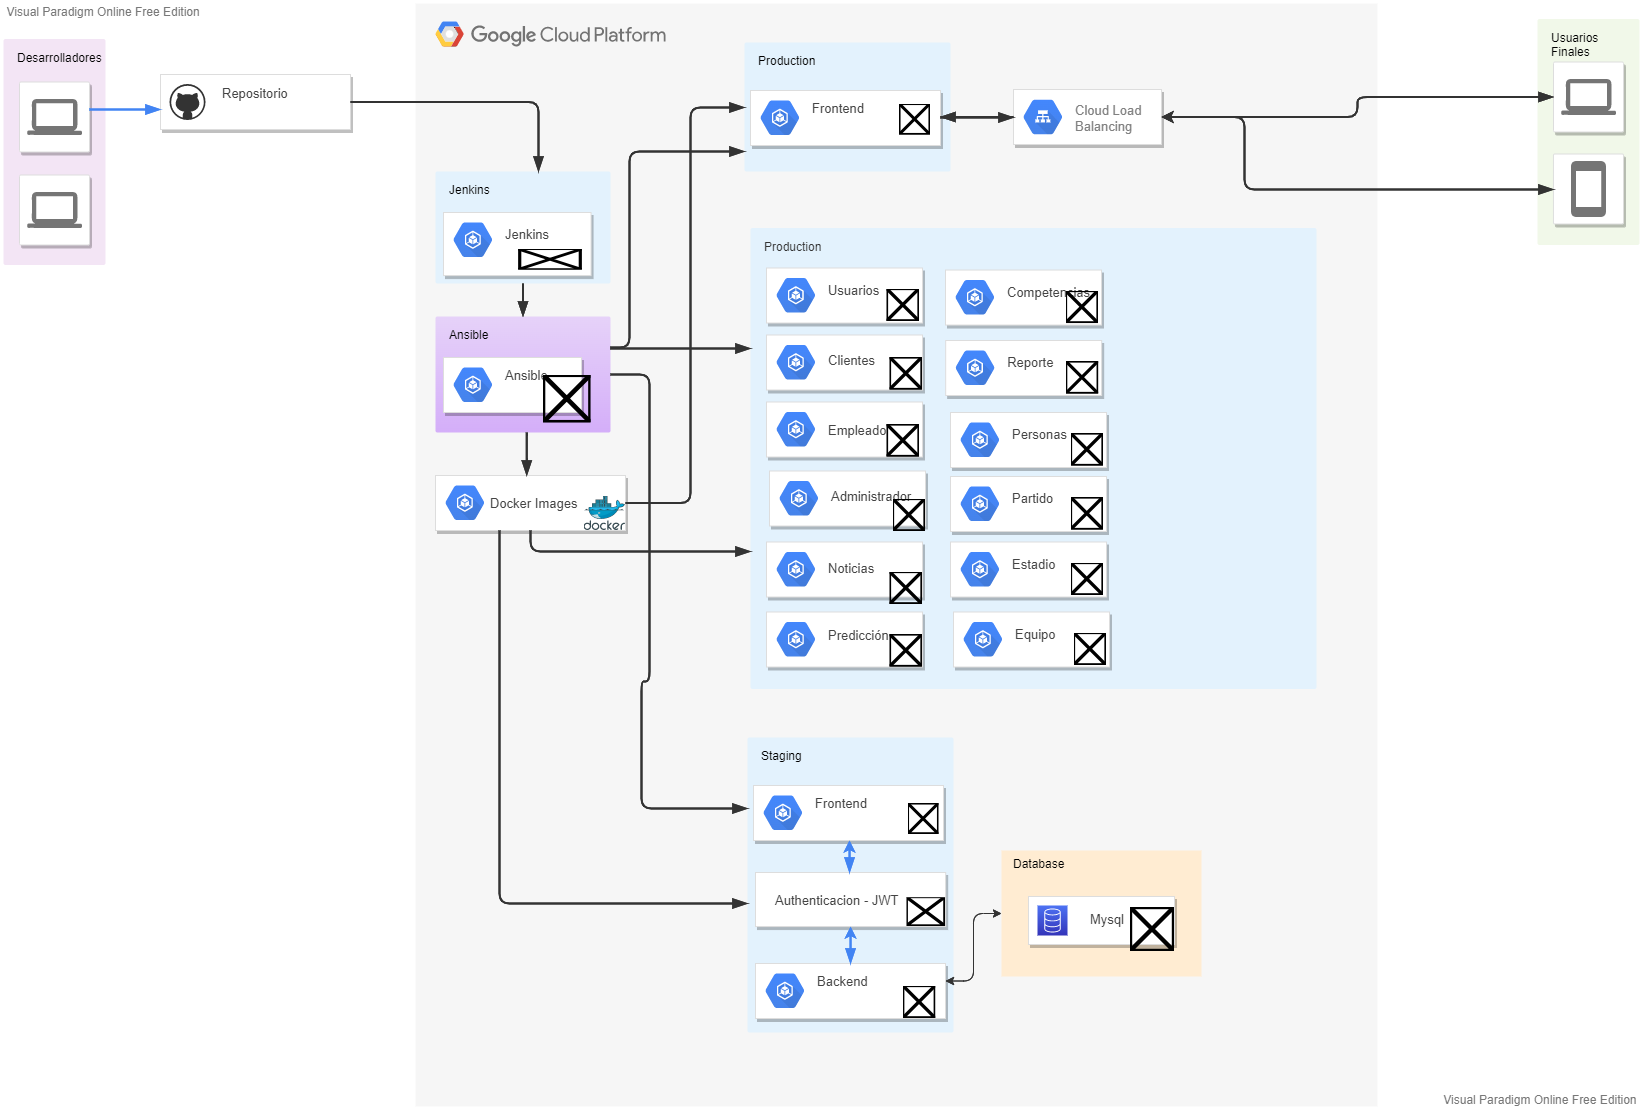 Visual Paradigm Online Free Edition
Desarrolladores
Repositorio
Google Cloud Platform
Production
Frontend
Cloud Load
Balancing
Usuarios
Finales
Jenkins
Jenkins
Ansible
Ansible
Docker Images
docker
Production
Usuarios
Competencias
Clientes
Reporte
Empleado
Personas
Administrador
Partido
Noticias
Estadio
Predicción
Equipo
Staging
Frontend
Authenticacion - JWT
Backend
Database
Mysql
Visual Paradigm Online Free Edition